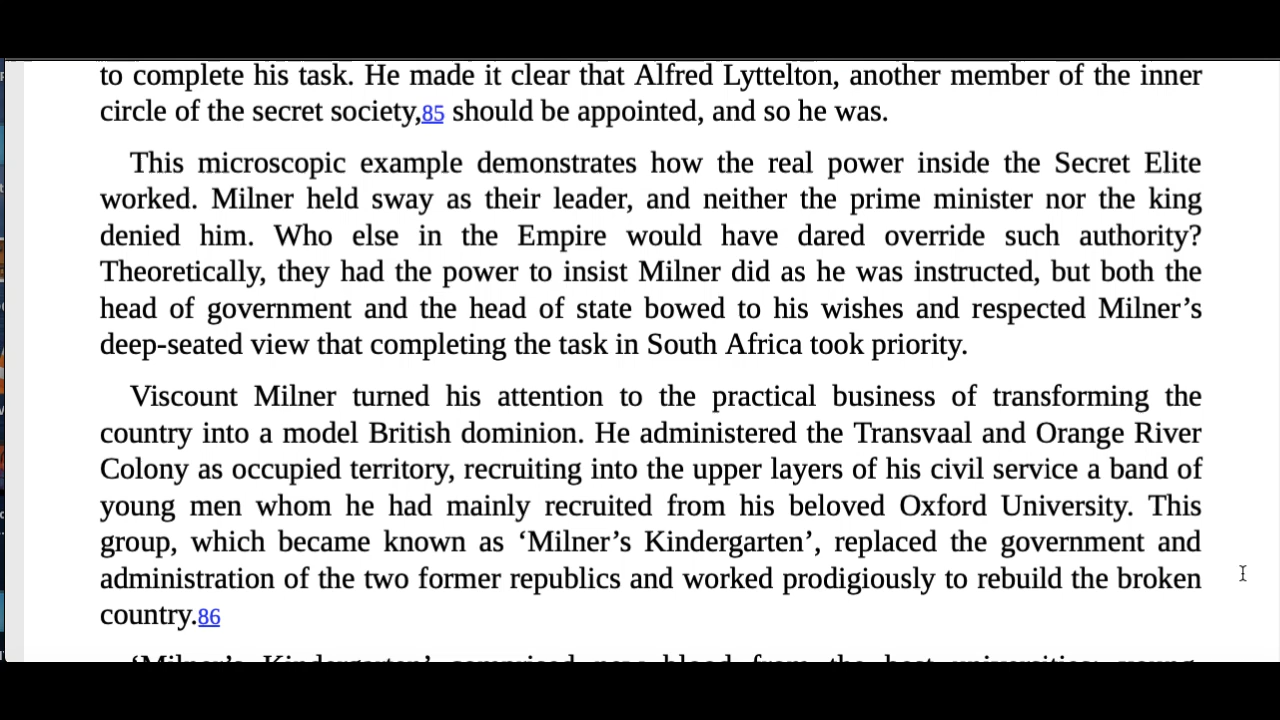 to complete his task. He made it clear that Alfred Lyttelton, another member of the inner
circle of the secret society,85 should be appointed, and so he was.
This microscopic example demonstrates how the real power inside the Secret Elite
worked. Milner held sway as their leader, and neither the prime minister nor the king
denied him. Who else in the Empire would have dared override such authority?
Theoretically, they had the power to insist Milner did as he was instructed, but both the
head of government and the head of state bowed to his wishes and respected Milner’s
deep-seated view that completing the task in South Africa took priority.
Viscount Milner turned his attention to the practical business of transforming the
country into a model British dominion. He administered the Transvaal and Orange River
Colony as occupied territory, recruiting into the upper layers of his civil service a band of
young men whom he had mainly recruited from his beloved Oxford University. This
group, which became known as ‘Milner’s Kindergarten’, replaced the government and
administration of the two former republics and worked prodigiously to rebuild the broken
country.86
‘Milner’s Kindergarten’ comprised new blood from the best universities: young,